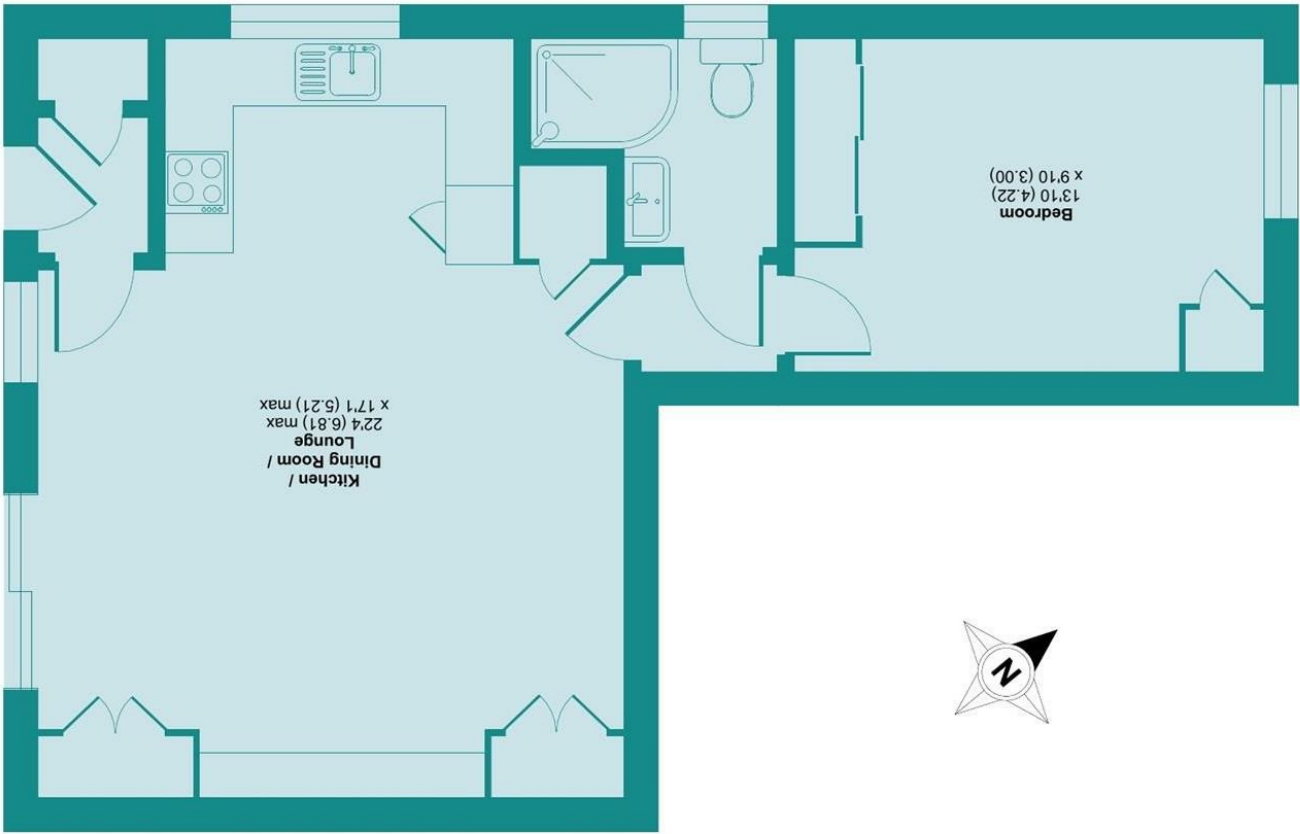 Kitchen /
Dining Room /
Lounge
22'4 (6.81) max
x 17'1 (5.21) max
Bedroom
13'10 (4.22)
x 9'10 (3.00)
N